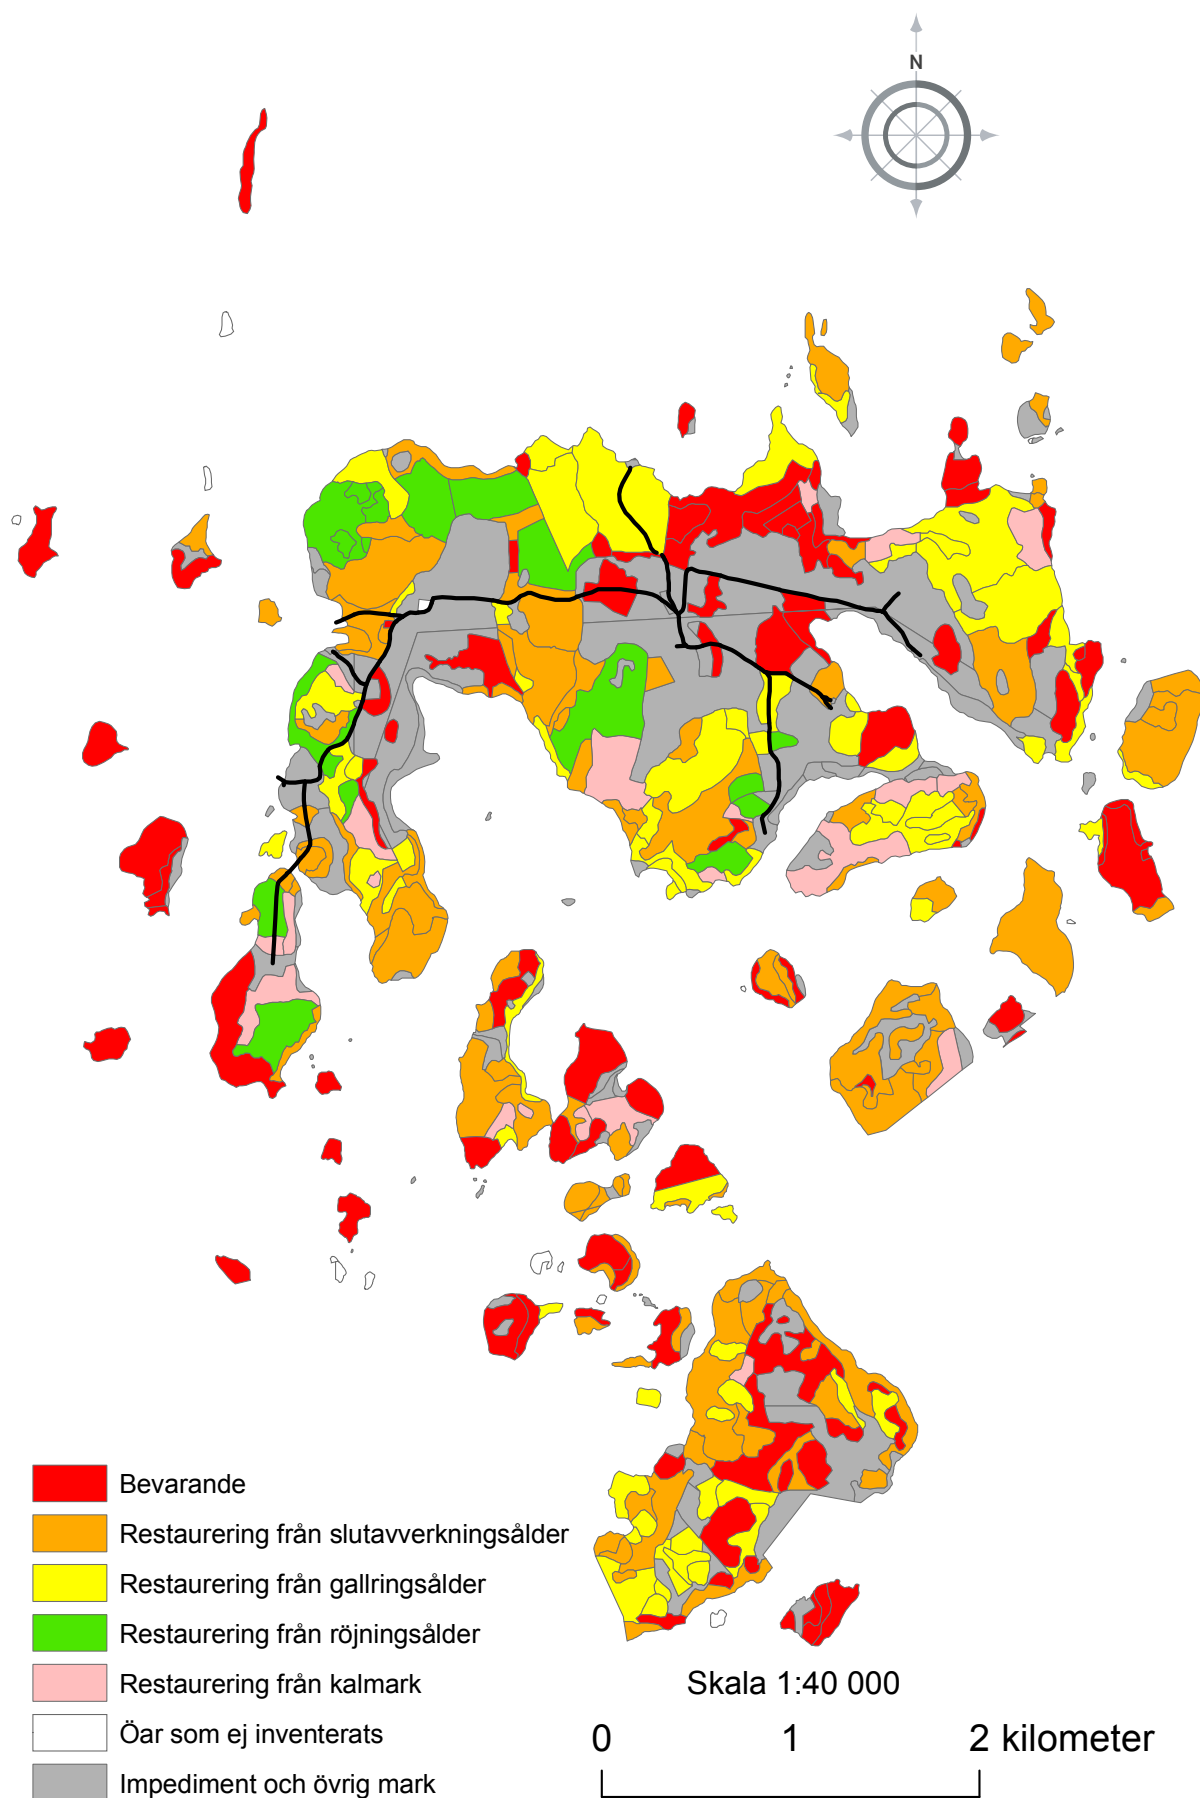 N
Bevarande
Restaurering från slutavverkningsålder
Restaurering från gallringsålder
Restaurering från röjningsålder
Restaurering från kalmark
Öar som ej inventerats
Impediment och övrig mark
Skala 1:40 000
0 1 2 kilometer